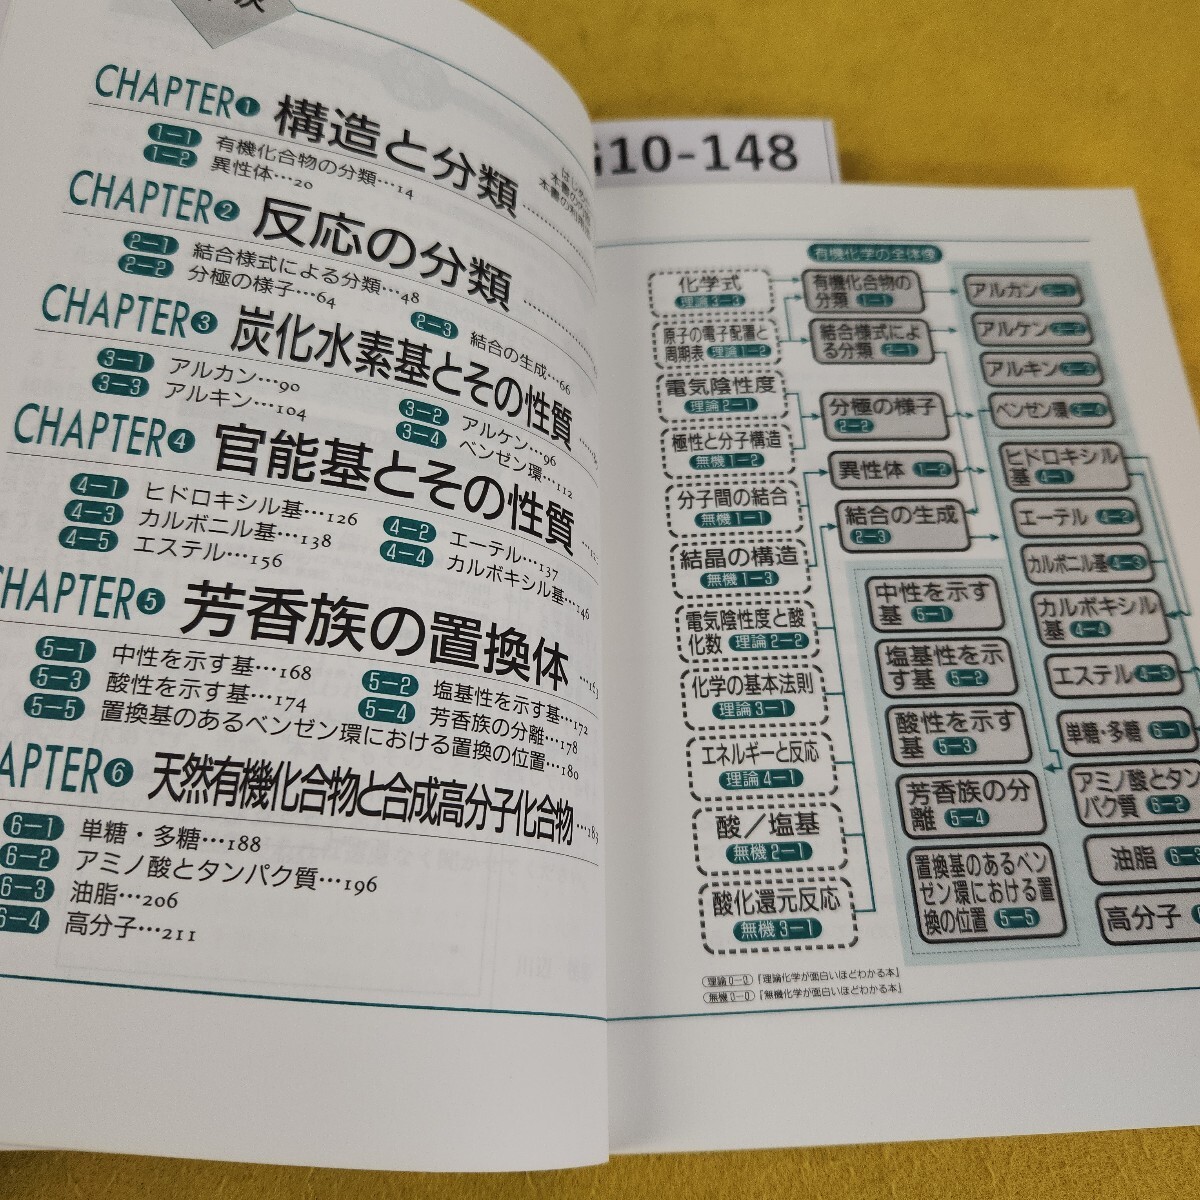 次
CHAPTER❶ 構造と分類
1-1 有機化合物の分類…14
1-2 異性体…20
CHAPTER❷ 反応の分類
2-1 結合様式による分類…48
2-2 分極の様子…64
2-3 結合の生成…66
CHAPTER❸ 炭化水素基とその性質
3-1 アルカン…90
3-2 アルケン…96
3-3 アルキン…104
3-4 ベンゼン環…112
CHAPTER❹ 官能基とその性質
4-1 ヒドロキシル基…126
4-2 エーテル…137
4-3 カルボニル基…138
4-4 カルボキシル基…146
4-5 エステル…156
CHAPTER❺ 芳香族の置換体
5-1 中性を示す基…168
5-2 塩基性を示す基…172
5-3 酸性を示す基…174
5-4 芳香族の分離…178
5-5 置換基のあるベンゼン環における置換の位置…180
APTER❻ 天然有機化合物と合成高分子化合物
6-1 単糖・多糖…188
6-2 アミノ酸とタンパク質…196
6-3 油脂…206
6-4 高分子…211
G10-148
有機化学の全体像
化学式
理論3-3
原子の電子配置と
周期表 理論1-2
電気陰性度
理論2-1
極性と分子構造
無機1-2
分子間の結合
無機1-1
結晶の構造
無機1-3
電気陰性度と酸
化数 理論2-2
化学の基本法則
理論3-1
エネルギーと反応
理論4-1
酸／塩基
無機2-1
酸化還元反応
無機3-1
有機化合物の
分類 1-1
結合様式によ
る分類 2-1
分極の様子
2-2
異性体 1-2
結合の生成
2-3
中性を示す
基 5-1
塩基性を示
す基 5-2
酸性を示す
基 5-3
芳香族の分
離 5-4
置換基のあるベン
ゼン環における置
換の位置 5-5
アルカン 3-1
アルケン 3-2
アルキン 3-3
ベンゼン環 3-4
ヒドロキシル
基 4-1
エーテル 4-2
カルボニル基 4-3
カルボキシル
基 4-4
エステル 4-5
単糖・多糖 6-1
アミノ酸とタン
パク質 6-2
油脂 6-3
高分子
理論0-0 「理論化学が面白いほどわかる本」
無機0-0 「無機化学が面白いほどわかる本」